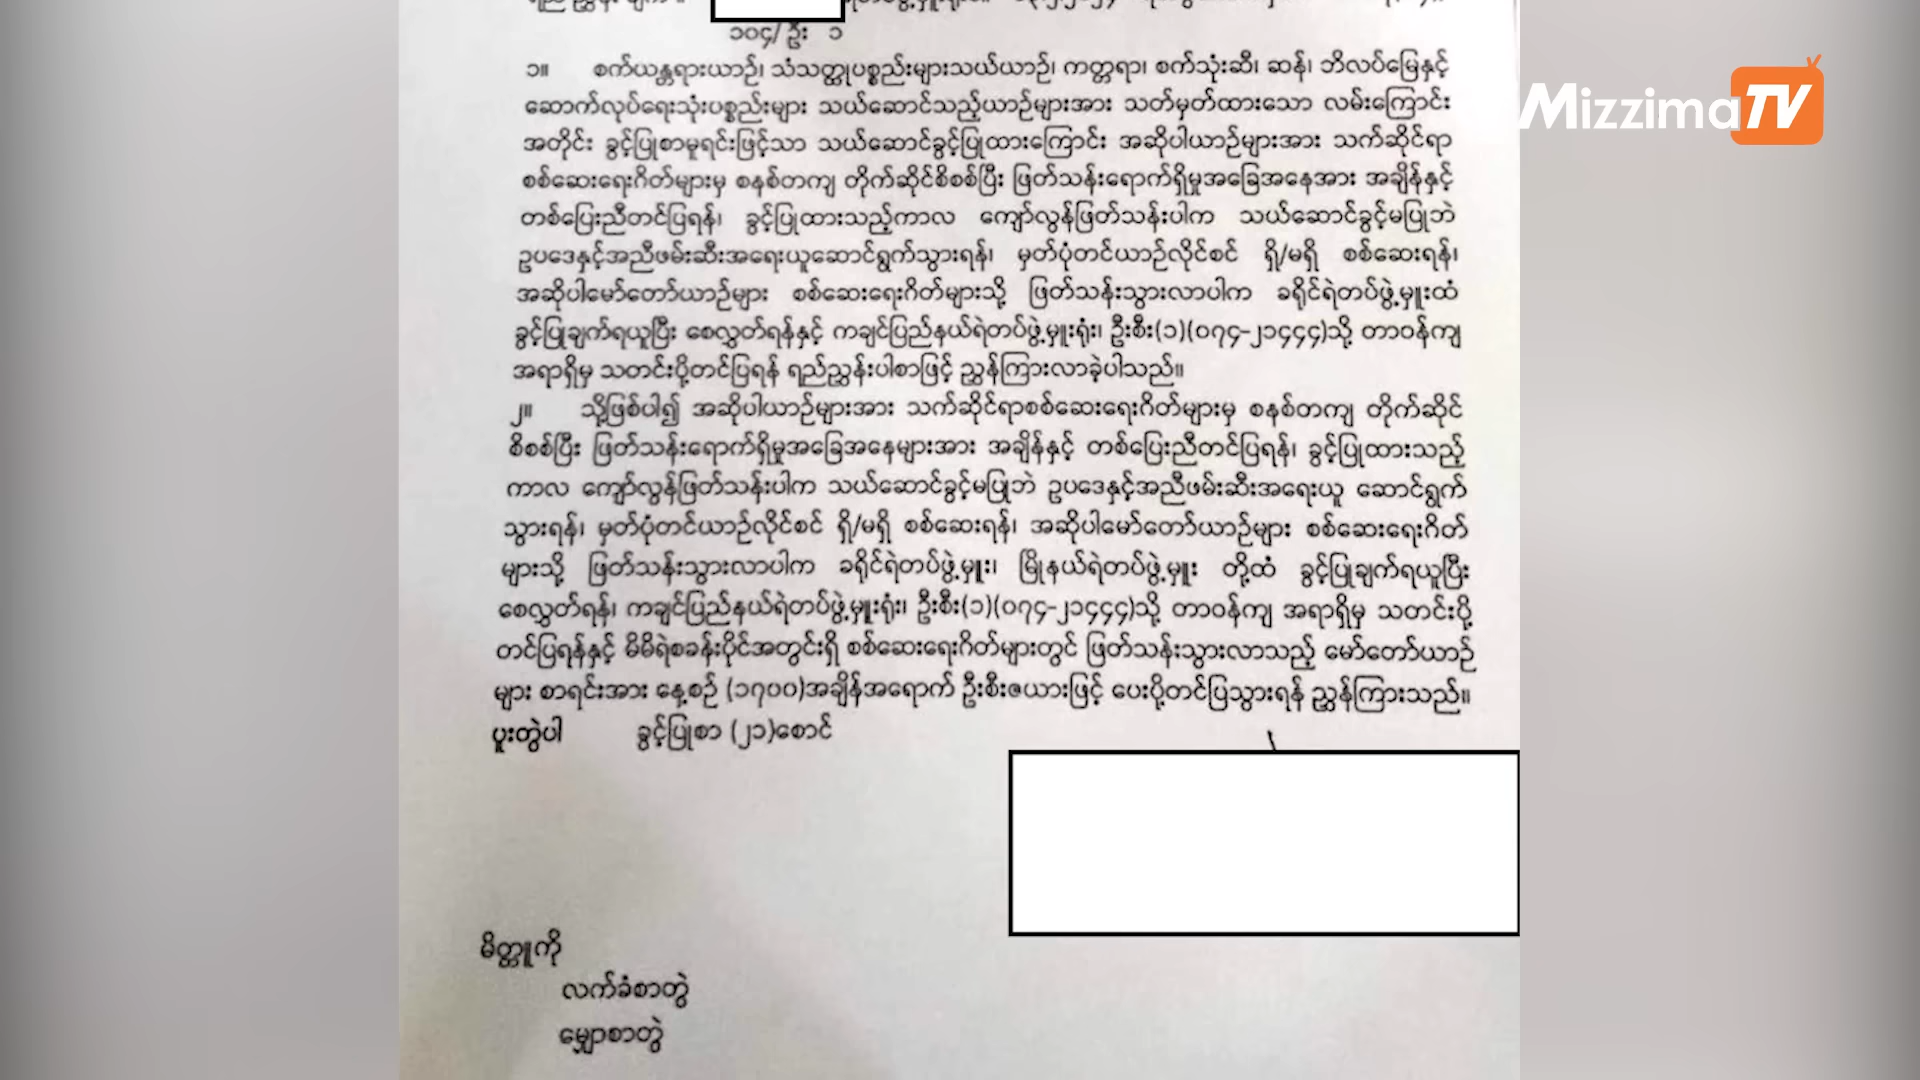 ၁၀၄/ ဦး ၁
၁။ စက်ယန္တရားယာဉ်၊ သံသတ္ထုပစ္စည်းများသယ်ယာဉ်၊ ကတ္တရာ၊ စက်သုံးဆီ၊ ဆန်၊ ဘိလပ်မြေနှင့်
ဆောက်လုပ်ရေးသုံးပစ္စည်းများ သယ်ဆောင်သည့်ယာဉ်များအား သတ်မှတ်ထားသော လမ်းကြောင်း
အတိုင်း ခွင့်ပြုစာမူရင်းဖြင့်သာ သယ်ဆောင်ခွင့်ပြုထားကြောင်း အဆိုပါယာဉ်များအား သက်ဆိုင်ရာ
စစ်ဆေးရေးဂိတ်များမှ စနစ်တကျ တိုက်ဆိုင်စိစစ်ပြီး ဖြတ်သန်းရောက်ရှိမှုအခြေအနေအား အချိန်နှင့်
တစ်ပြေးညီတင်ပြရန်၊ ခွင့်ပြုထားသည့်ကာလ ကျော်လွန်ဖြတ်သန်းပါက သယ်ဆောင်ခွင့်မပြုဘဲ
ဥပဒေနှင့်အညီဖမ်းဆီးအရေးယူဆောင်ရွက်သွားရန်၊ မှတ်ပုံတင်ယာဉ်လိုင်စင် ရှိ/မရှိ စစ်ဆေးရန်၊
အဆိုပါမော်တော်ယာဉ်များ စစ်ဆေးရေးဂိတ်များသို့ ဖြတ်သန်းသွားလာပါက ခရိုင်ရဲတပ်ဖွဲ့မှူးထံ
ခွင့်ပြုချက်ရယူပြီး စေလွှတ်ရန်နှင့် ကချင်ပြည်နယ်ရဲတပ်ဖွဲ့မှူးရုံး၊ ဦးစီး(၁)(၀၇၄-၂၁၄၄၄)သို့ တာဝန်ကျ
အရာရှိမှ သတင်းပို့တင်ပြရန် ရည်ညွှန်းပါစာဖြင့် ညွှန်ကြားလာခဲ့ပါသည်။
၂။ သို့ဖြစ်ပါ၍ အဆိုပါယာဉ်များအား သက်ဆိုင်ရာစစ်ဆေးရေးဂိတ်များမှ စနစ်တကျ တိုက်ဆိုင်
စိစစ်ပြီး ဖြတ်သန်းရောက်ရှိမှုအခြေအနေများအား အချိန်နှင့် တစ်ပြေးညီတင်ပြရန်၊ ခွင့်ပြုထားသည့်
ကာလ ကျော်လွန်ဖြတ်သန်းပါက သယ်ဆောင်ခွင့်မပြုဘဲ ဥပဒေနှင့်အညီဖမ်းဆီးအရေးယူ ဆောင်ရွက်
သွားရန်၊ မှတ်ပုံတင်ယာဉ်လိုင်စင် ရှိ/မရှိ စစ်ဆေးရန်၊ အဆိုပါမော်တော်ယာဉ်များ စစ်ဆေးရေးဂိတ်
များသို့ ဖြတ်သန်းသွားလာပါက ခရိုင်ရဲတပ်ဖွဲ့မှူး၊ မြို့နယ်ရဲတပ်ဖွဲ့မှူး တို့ထံ ခွင့်ပြုချက်ရယူပြီး
စေလွှတ်ရန်၊ ကချင်ပြည်နယ်ရဲတပ်ဖွဲ့မှူးရုံး၊ ဦးစီး(၁)(၀၇၄-၂၁၄၄၄)သို့ တာဝန်ကျ အရာရှိမှ သတင်းပို့
တင်ပြရန်နှင့် မိမိရဲစခန်းပိုင်အတွင်းရှိ စစ်ဆေးရေးဂိတ်များတွင် ဖြတ်သန်းသွားလာသည့် မော်တော်ယာဉ်
များ စာရင်းအား နေ့စဉ် (၁၇၀၀)အချိန်အရောက် ဦးစီးဇယားဖြင့် ပေးပို့တင်ပြသွားရန် ညွှန်ကြားသည်။
ပူးတွဲပါ ခွင့်ပြုစာ (၂၁)စောင်
မိတ္တူကို
လက်ခံစာတွဲ
မျှောစာတွဲ
Mizzima TV